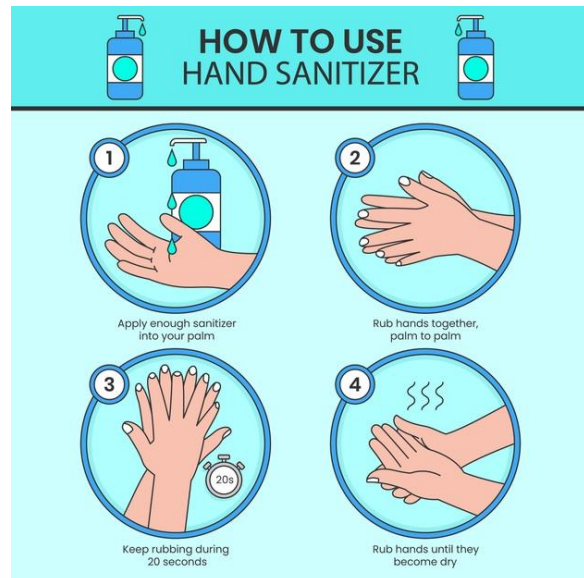 HOW TO USE
HAND SANITIZER
1
Apply enough sanitizer
into your palm
2
Rub hands together,
palm to palm
3
20s
Keep rubbing during
20 seconds
4
Rub hands until they
become dry